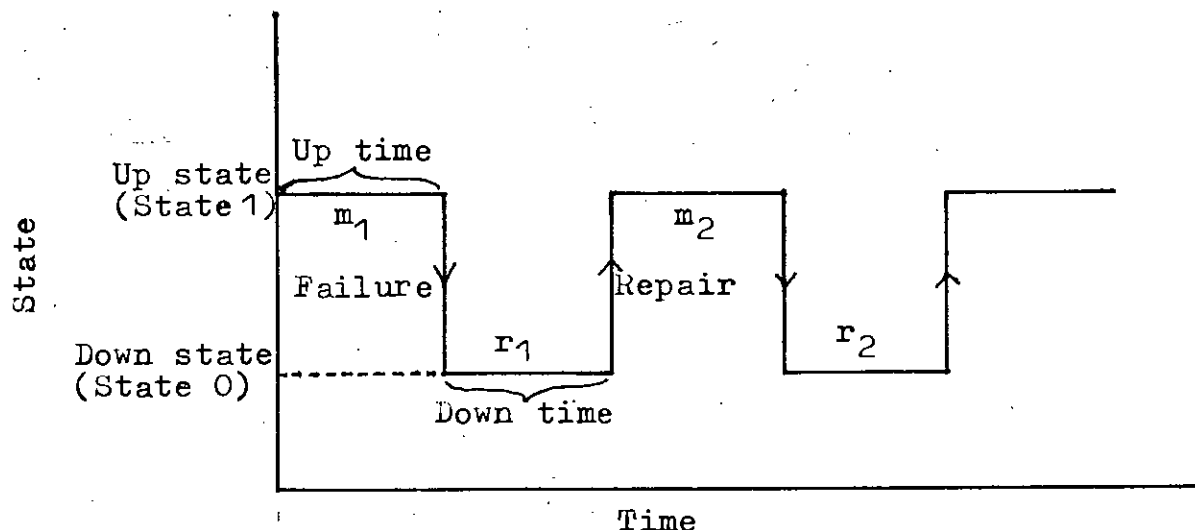 Up time
Up state
(State 1)
m₁
m₂
State
Failure
Repair
r₁
r₂
Down state
(State 0)
Down time
Time